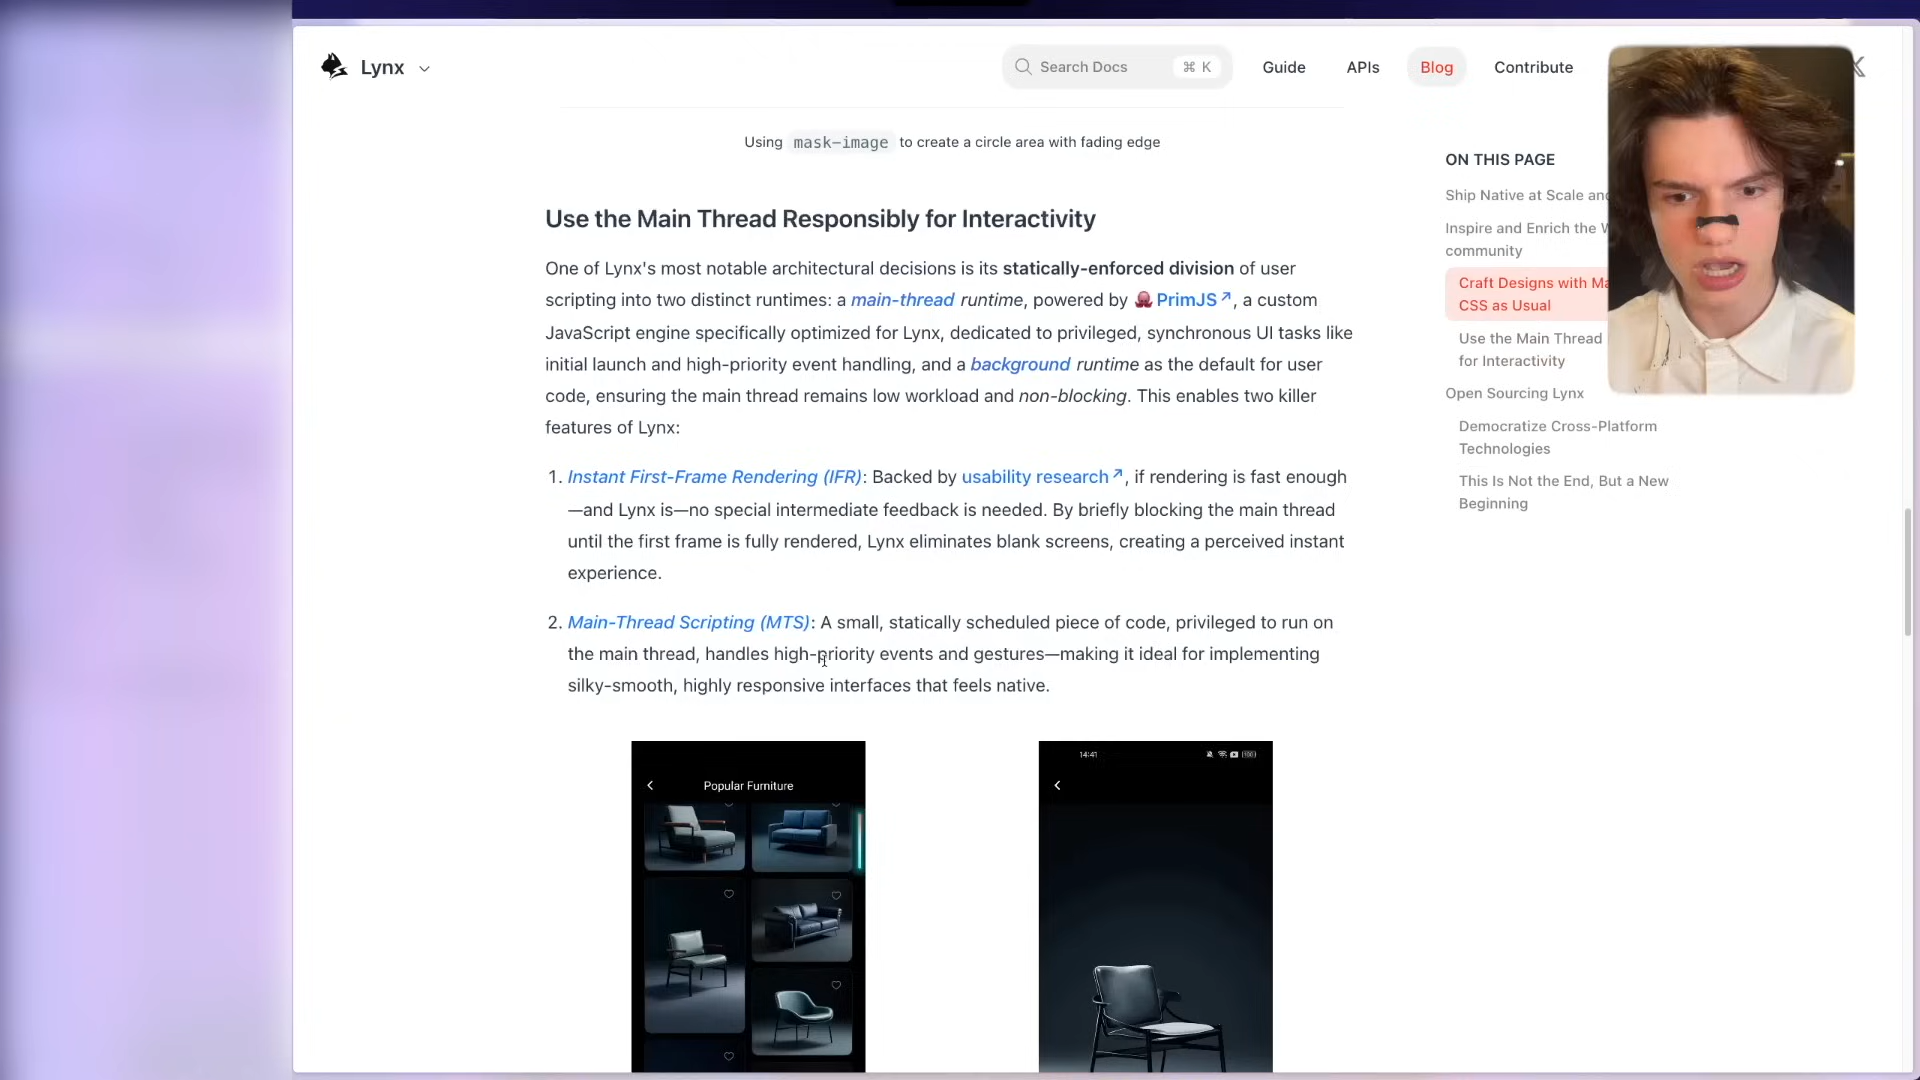 Lynx
Search Docs ⌘ K
Guide
APIs
Blog
Contribute
Using mask-image to create a circle area with fading edge
Use the Main Thread Responsibly for Interactivity
One of Lynx's most notable architectural decisions is its statically-enforced division of user
scripting into two distinct runtimes: a main-thread runtime, powered by PrimJS↗, a custom
JavaScript engine specifically optimized for Lynx, dedicated to privileged, synchronous UI tasks like
initial launch and high-priority event handling, and a background runtime as the default for user
code, ensuring the main thread remains low workload and non-blocking. This enables two killer
features of Lynx:
1. Instant First-Frame Rendering (IFR): Backed by usability research↗, if rendering is fast enough
—and Lynx is—no special intermediate feedback is needed. By briefly blocking the main thread
until the first frame is fully rendered, Lynx eliminates blank screens, creating a perceived instant
experience.
2. Main-Thread Scripting (MTS): A small, statically scheduled piece of code, privileged to run on
the main thread, handles high-priority events and gestures—making it ideal for implementing
silky-smooth, highly responsive interfaces that feels native.
Popular Furniture
14:41
ON THIS PAGE
Ship Native at Scale
Inspire and Enrich the
community
Craft Designs with
CSS as Usual
Use the Main Thread
for Interactivity
Open Sourcing Lynx
Democratize Cross-Platform
Technologies
This Is Not the End, But a New
Beginning